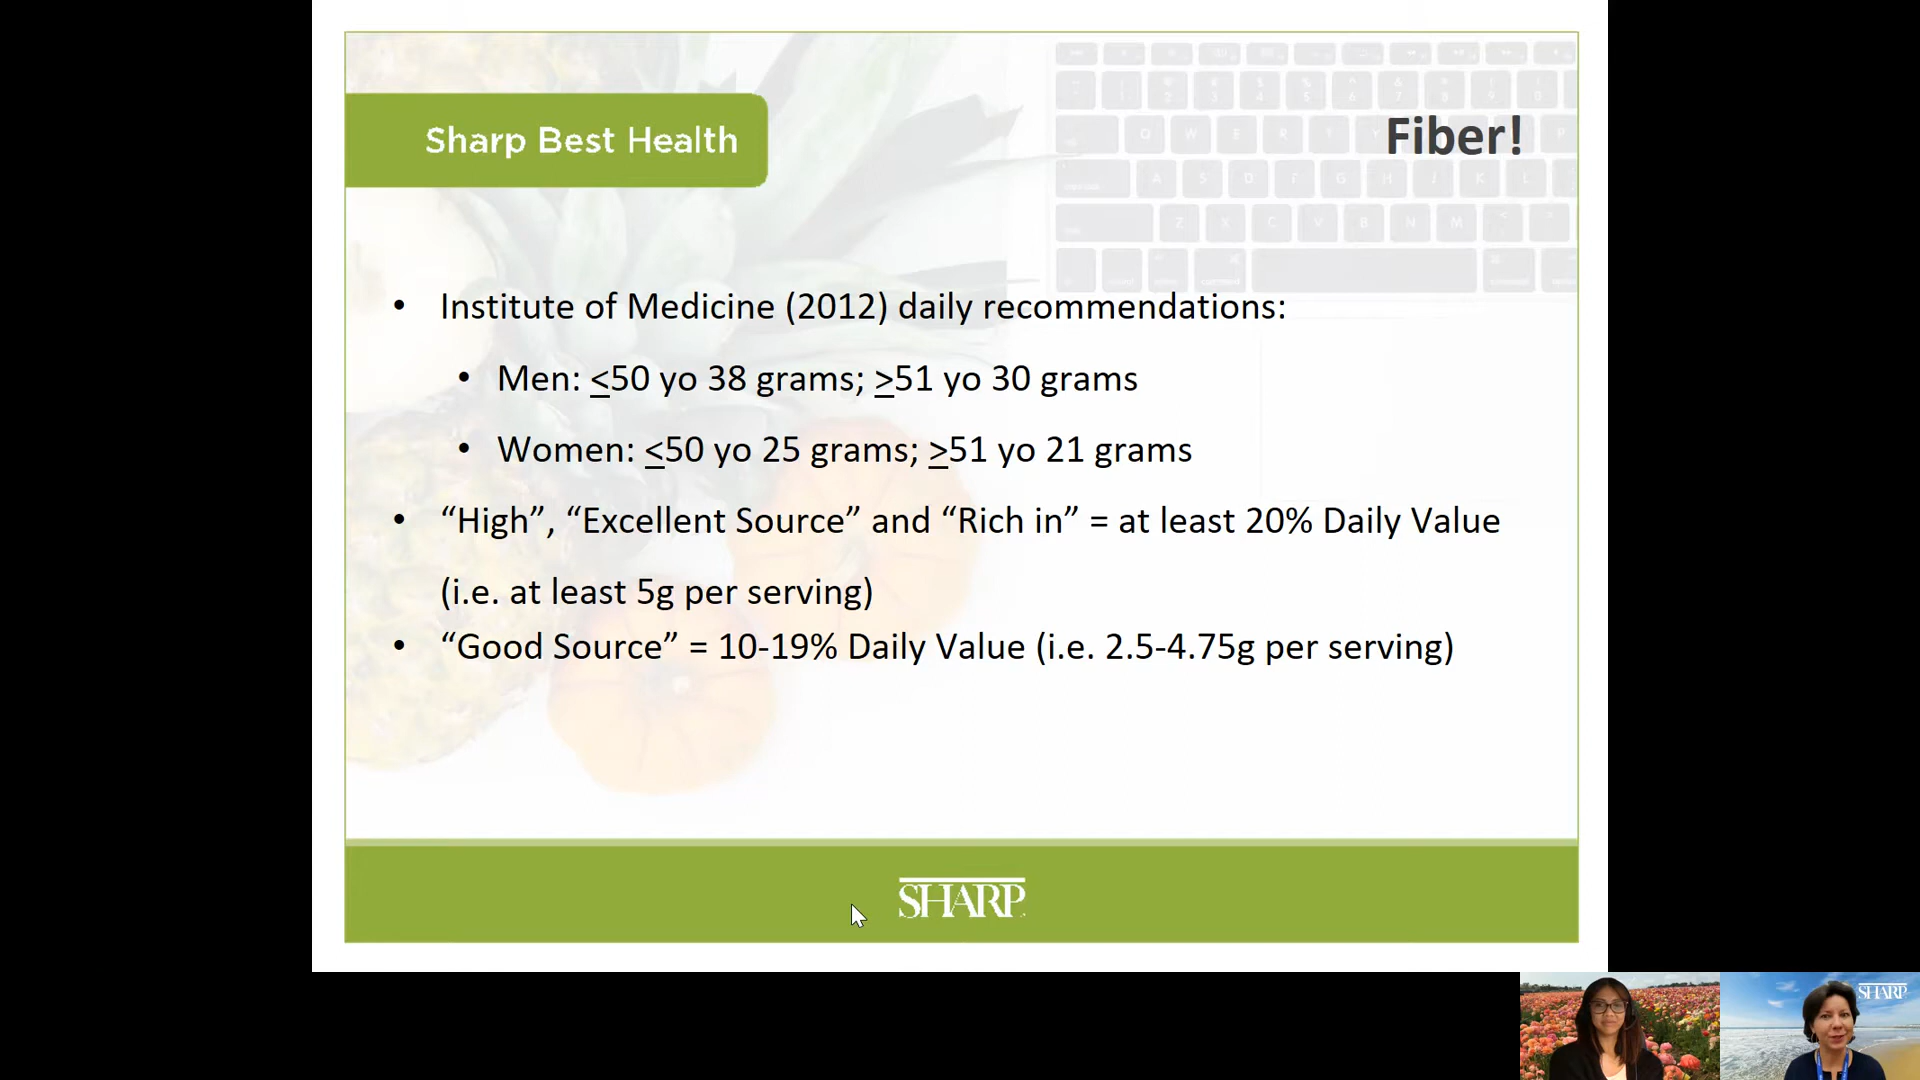 Sharp Best Health
Fiber!
• Institute of Medicine (2012) daily recommendations:
• Men: <50 yo 38 grams; >51 yo 30 grams
• Women: <50 yo 25 grams; >51 yo 21 grams
• “High”, “Excellent Source” and “Rich in” = at least 20% Daily Value
(i.e. at least 5g per serving)
• “Good Source” = 10-19% Daily Value (i.e. 2.5-4.75g per serving)
SHARP
SHARP